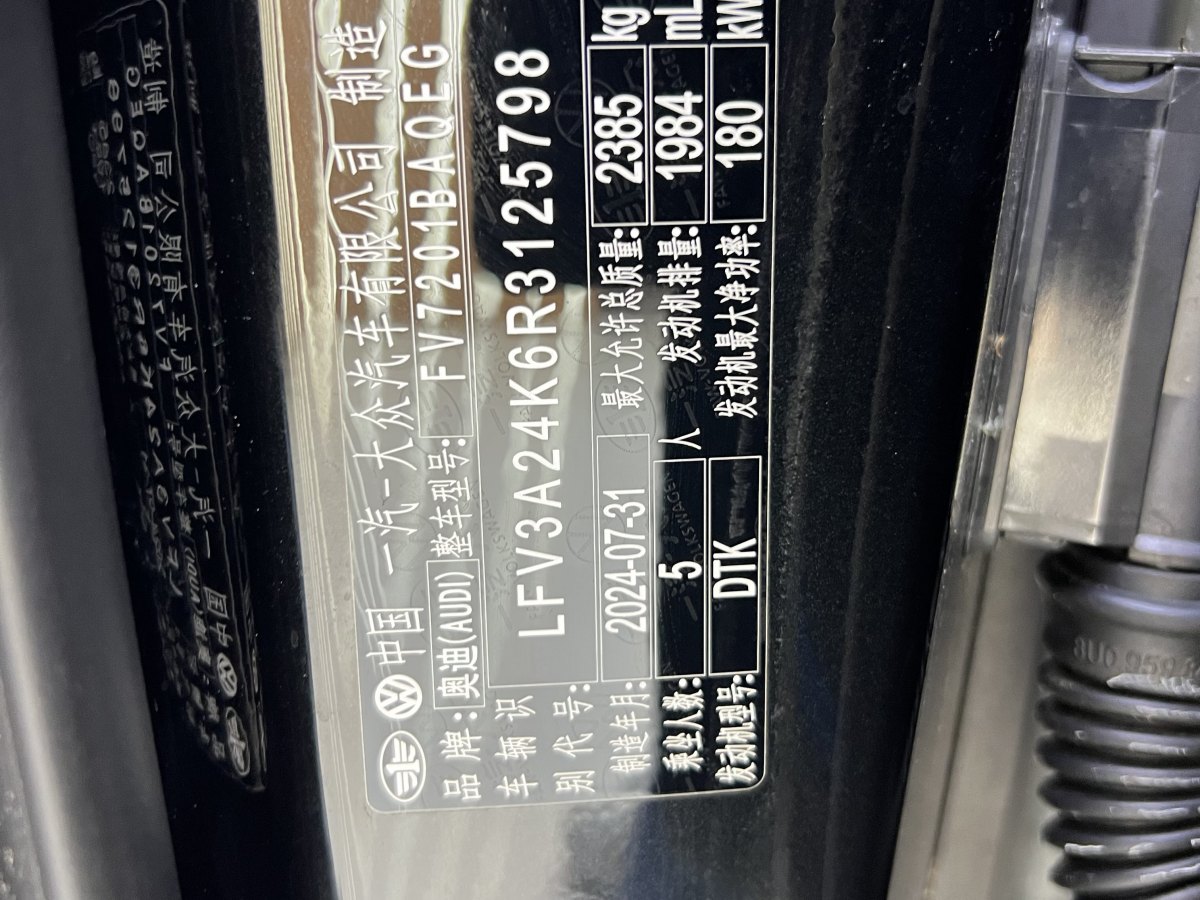 中国 一汽-大众汽车有限公司 制造
品牌:奥迪(AUDI) 整车型号:FV7201BAQEG
车辆识别代号:LFV3A24K6R3125798
制造年月:2024-07-31 最大允许总质量:2385 kg
乘坐人数:5 人 发动机排量:1984 mL
发动机型号:DTK 发动机最大净功率:180 kW